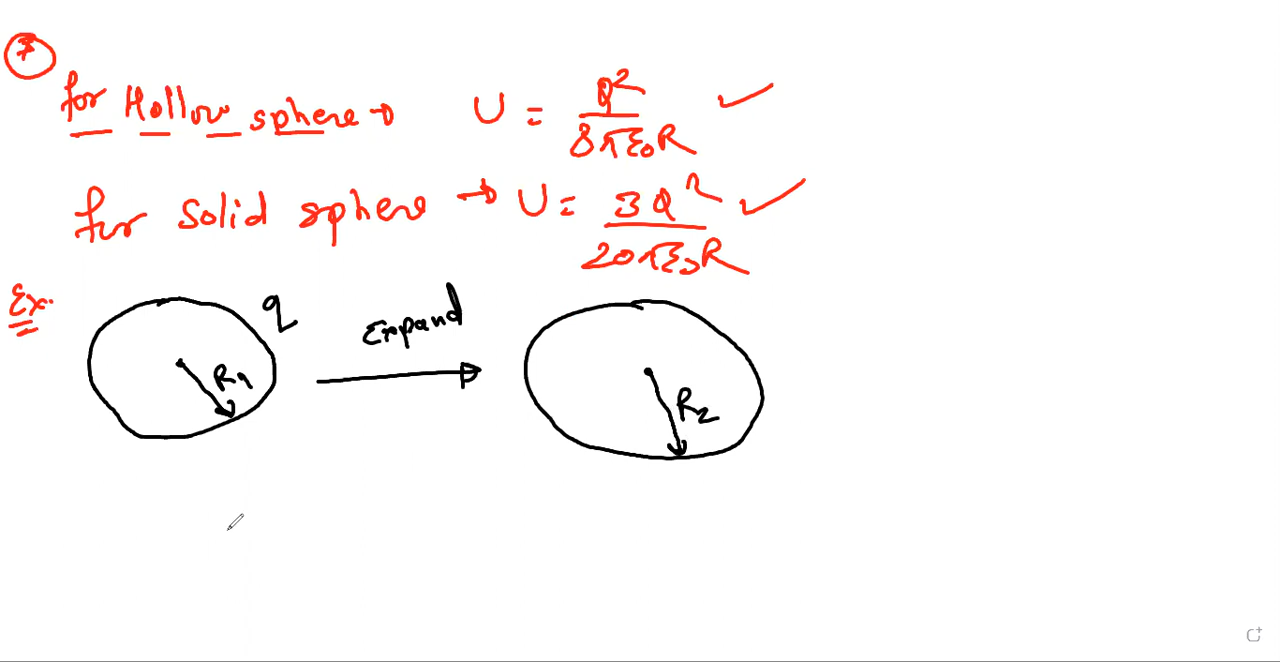 7
for Hollow sphere → U = Q²/8πε₀R ✓
for solid sphere → U = 3Q²/20πε₀R ✓
Ex.
q
Expand
R₁
R₂